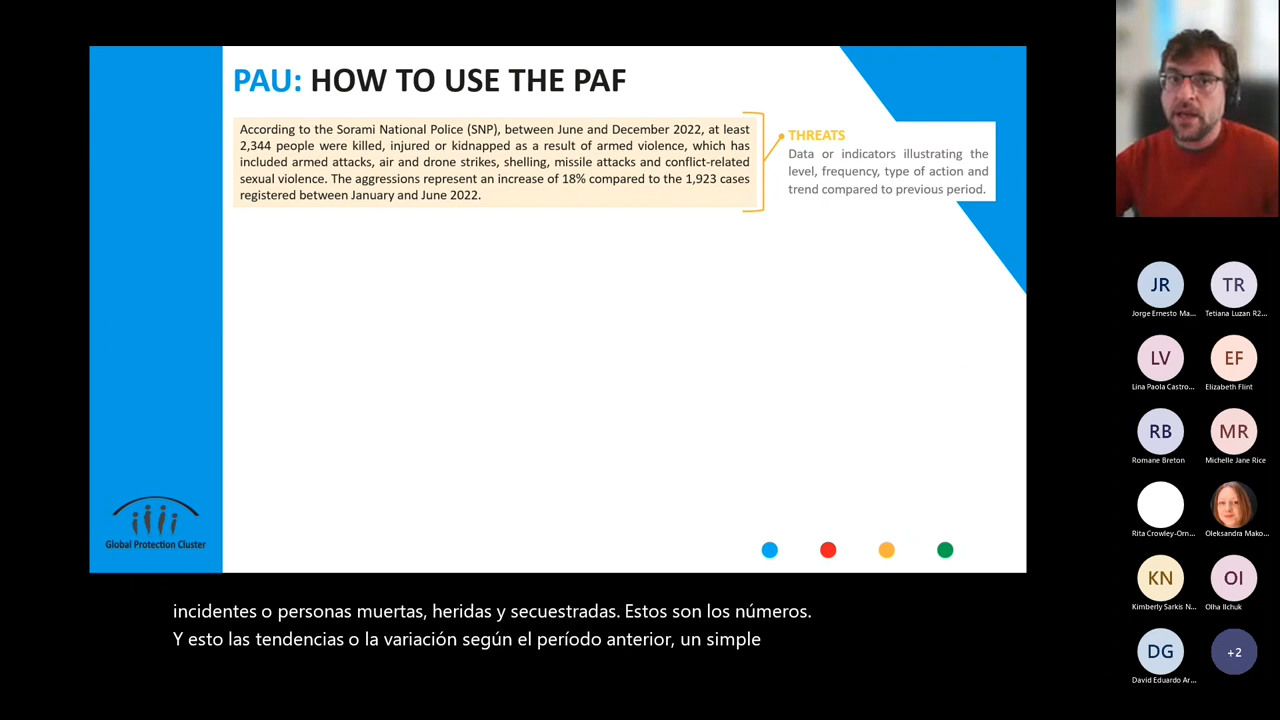 PAU: HOW TO USE THE PAF
According to the Sorami National Police (SNP), between June and December 2022, at least
2,344 people were killed, injured or kidnapped as a result of armed violence, which has
included armed attacks, air and drone strikes, shelling, missile attacks and conflict-related
sexual violence. The aggressions represent an increase of 18% compared to the 1,923 cases
registered between January and June 2022.
THREATS
Data or indicators illustrating the
level, frequency, type of action and
trend compared to previous period.
Global Protection Cluster
incidentes o personas muertas, heridas y secuestradas. Estos son los números.
Y esto las tendencias o la variación según el período anterior, un simple
JR
Jorge Ernesto Ma...
TR
Tetiana Luzan R2...
LV
Lina Paola Castro...
EF
Elizabeth Flint
RB
Romane Breton
MR
Michelle Jane Rice
Rita Crowley-Orn...
Oleksandra Mako...
KN
Kimberly Sarkis N...
OI
Olha Ilchuk
DG
David Eduardo Ar...
+2